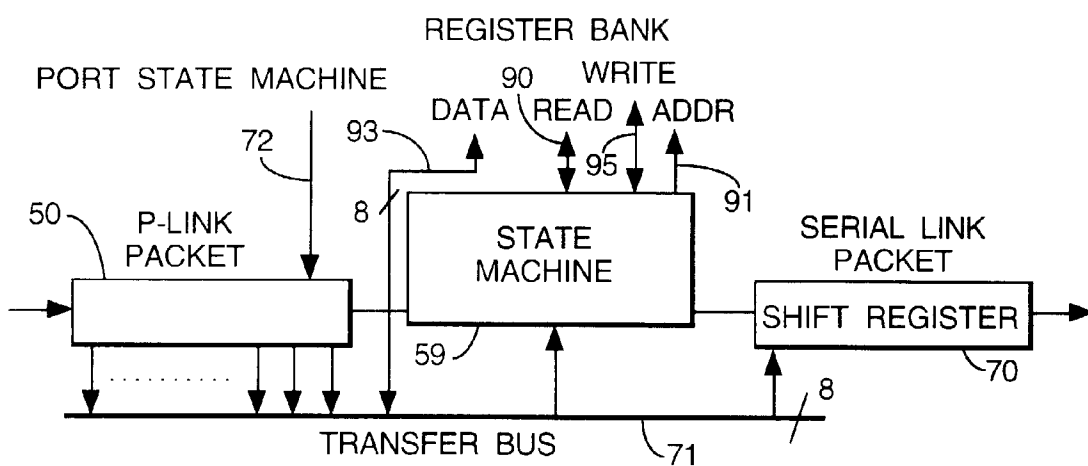 REGISTER BANK
PORT STATE MACHINE
90
WRITE
93
DATA READ
ADDR
72
95
91
8
50
P-LINK
PACKET
STATE
MACHINE
SERIAL LINK
PACKET
SHIFT REGISTER
59
70
8
TRANSFER BUS
71